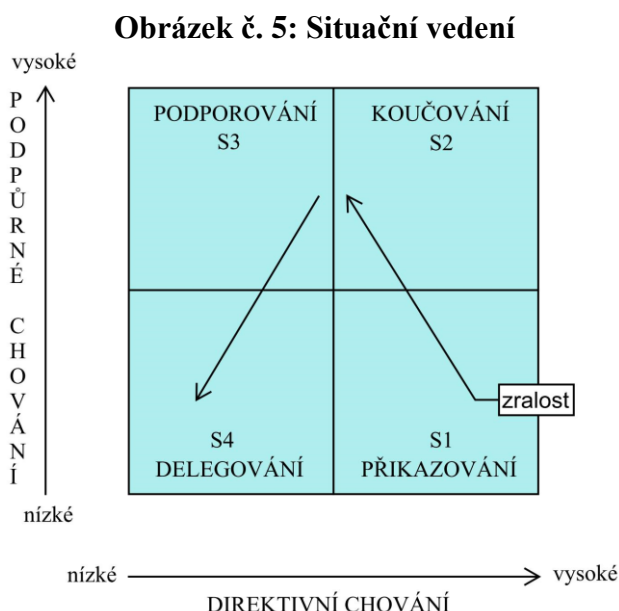 Obrázek č. 5: Situační vedení
vysoké
PODPŮRNÉ CHOVÁNÍ
PODPOROVÁNÍ
S3
KOUČOVÁNÍ
S2
zralost
S4
DELEGOVÁNÍ
S1
PŘIKAZOVÁNÍ
nízké
nízké
vysoké
DIREKTIVNÍ CHOVÁNÍ